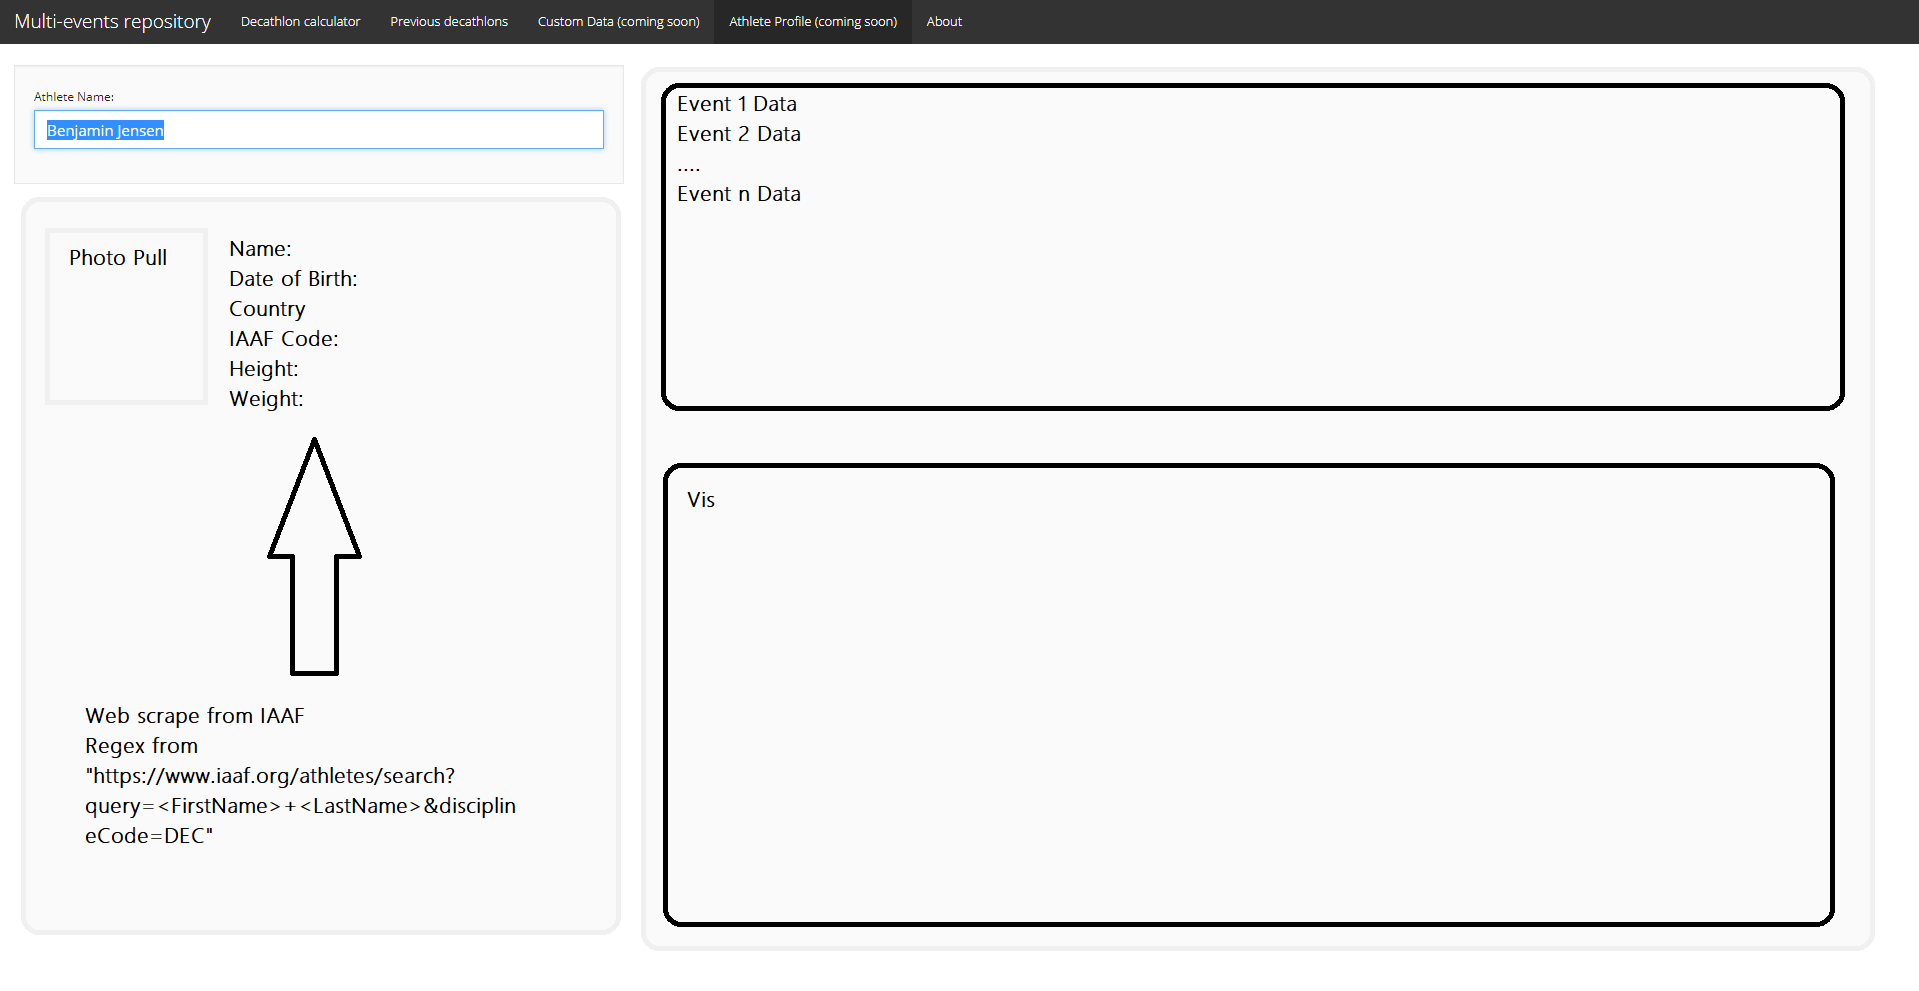 Multi-events repository Decathlon calculator Previous decathlons Custom Data (coming soon) Athlete Profile (coming soon) About
Athlete Name:
Benjamin Jensen
Photo Pull
Name:
Date of Birth:
Country
IAAF Code:
Height:
Weight:
Web scrape from IAAF
Regex from
"https://www.iaaf.org/athletes/search?
query=<FirstName>+<LastName>&disciplin
eCode=DEC"
Event 1 Data
Event 2 Data
....
Event n Data
Vis